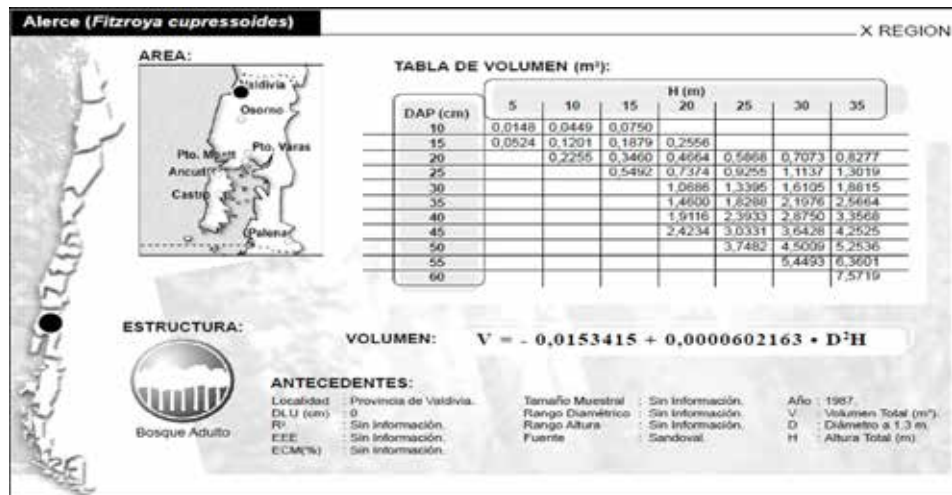 Alerce (Fitzroya cupressoides)
X REGION
AREA:
Valdivia
Osorno
Pto. Montt
Pto. Varas
Ancud
Castro
Palena
TABLA DE VOLUMEN (m³):
H (m)
DAP (cm) 5 10 15 20 25 30 35
10 0,0148 0,0449 0,0750
15 0,0524 0,1201 0,1879 0,2556
20 0,2255 0,3460 0,4664 0,5868 0,7073 0,8277
25 0,5492 0,7374 0,9255 1,1137 1,3019
30 1,0686 1,3395 1,6105 1,8815
35 1,4600 1,8288 2,1976 2,5664
40 1,9116 2,3933 2,8750 3,3568
45 2,4234 3,0331 3,6428 4,2525
50 3,7482 4,5009 5,2536
55 5,4493 6,3601
60 7,5719
ESTRUCTURA:
Bosque Adulto
VOLUMEN: V = - 0,0153415 + 0,0000602163 • D²H
ANTECEDENTES:
Localidad : Provincia de Valdivia. Tamaño Muestral : Sin Información. Año : 1987.
DLU (cm) : 0 Rango Diamétrico : Sin Información. V : Volumen Total (m³).
R² : Sin Información. Rango Altura : Sin Información. D : Diámetro a 1.3 m.
EEE : Sin Información. Fuente : Sandoval. H : Altura Total (m)
ECM(%) : Sin Información.